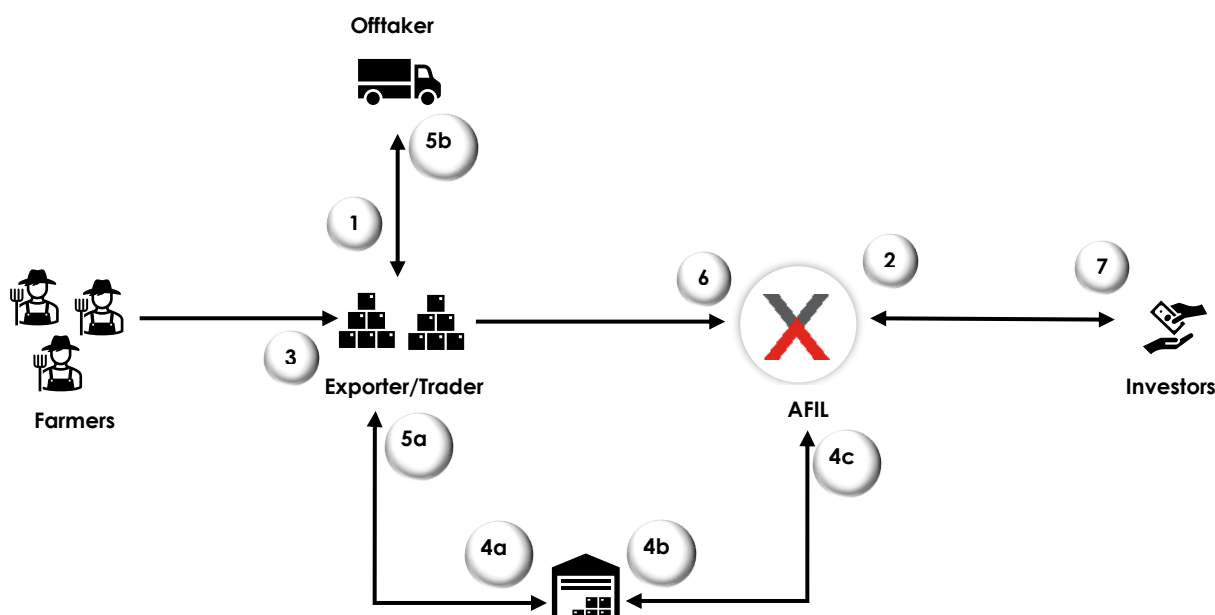 Offtaker
5b
1
6
2
7
3
Exporter/Trader
Farmers
AFIL
Investors
5a
4c
4a
4b